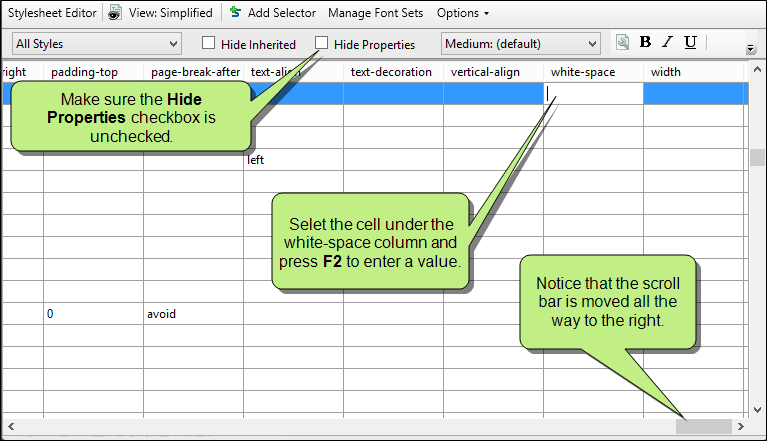 Stylesheet Editor View: Simplified Add Selector Manage Font Sets Options
All Styles Hide Inherited Hide Properties Medium: (default) B I U
right padding-top page-break-after text-align text-decoration vertical-align white-space width
Make sure the Hide
Properties checkbox is
unchecked.
left
Selet the cell under the
white-space column and
press F2 to enter a value.
Notice that the scroll
bar is moved all the
way to the right.
0 avoid